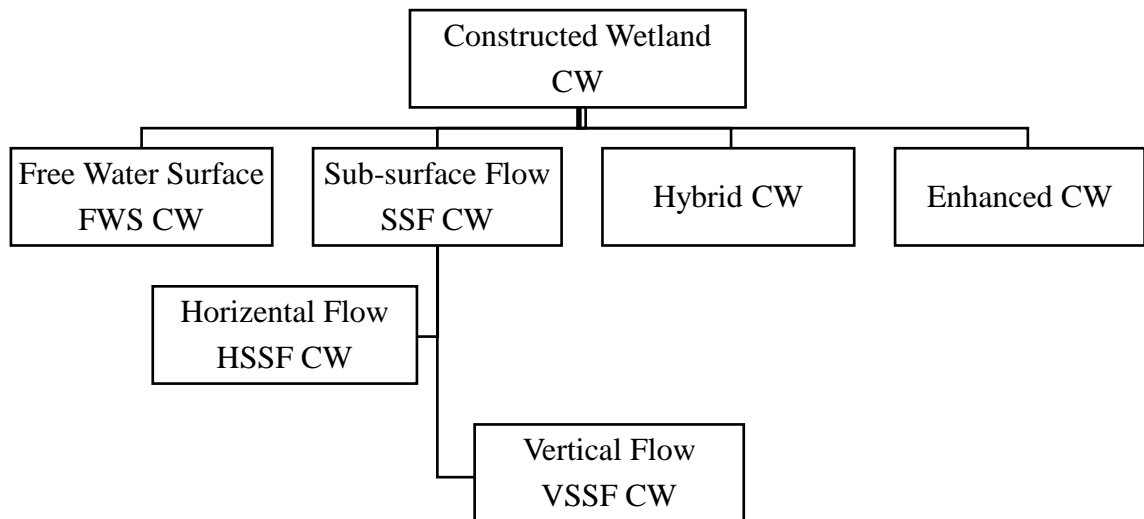 Constructed Wetland
CW
Free Water Surface
FWS CW
Sub-surface Flow
SSF CW
Hybrid CW
Enhanced CW
Horizental Flow
HSSF CW
Vertical Flow
VSSF CW